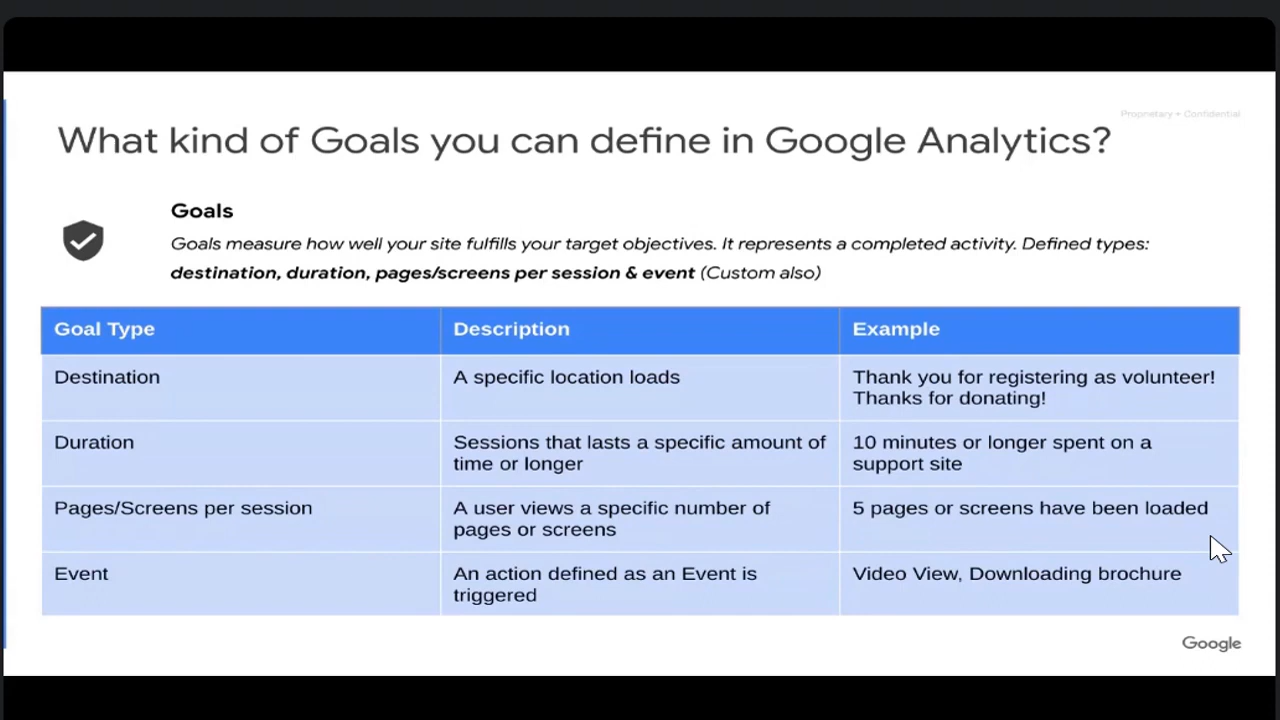 Proprietary + Confidential
What kind of Goals you can define in Google Analytics?
Goals
Goals measure how well your site fulfills your target objectives. It represents a completed activity. Defined types:
destination, duration, pages/screens per session & event (Custom also)
Goal Type Description Example
Destination A specific location loads Thank you for registering as volunteer!
Thanks for donating!
Duration Sessions that lasts a specific amount of 10 minutes or longer spent on a
time or longer support site
Pages/Screens per session A user views a specific number of 5 pages or screens have been loaded
pages or screens
Event An action defined as an Event is Video View, Downloading brochure
triggered
Google